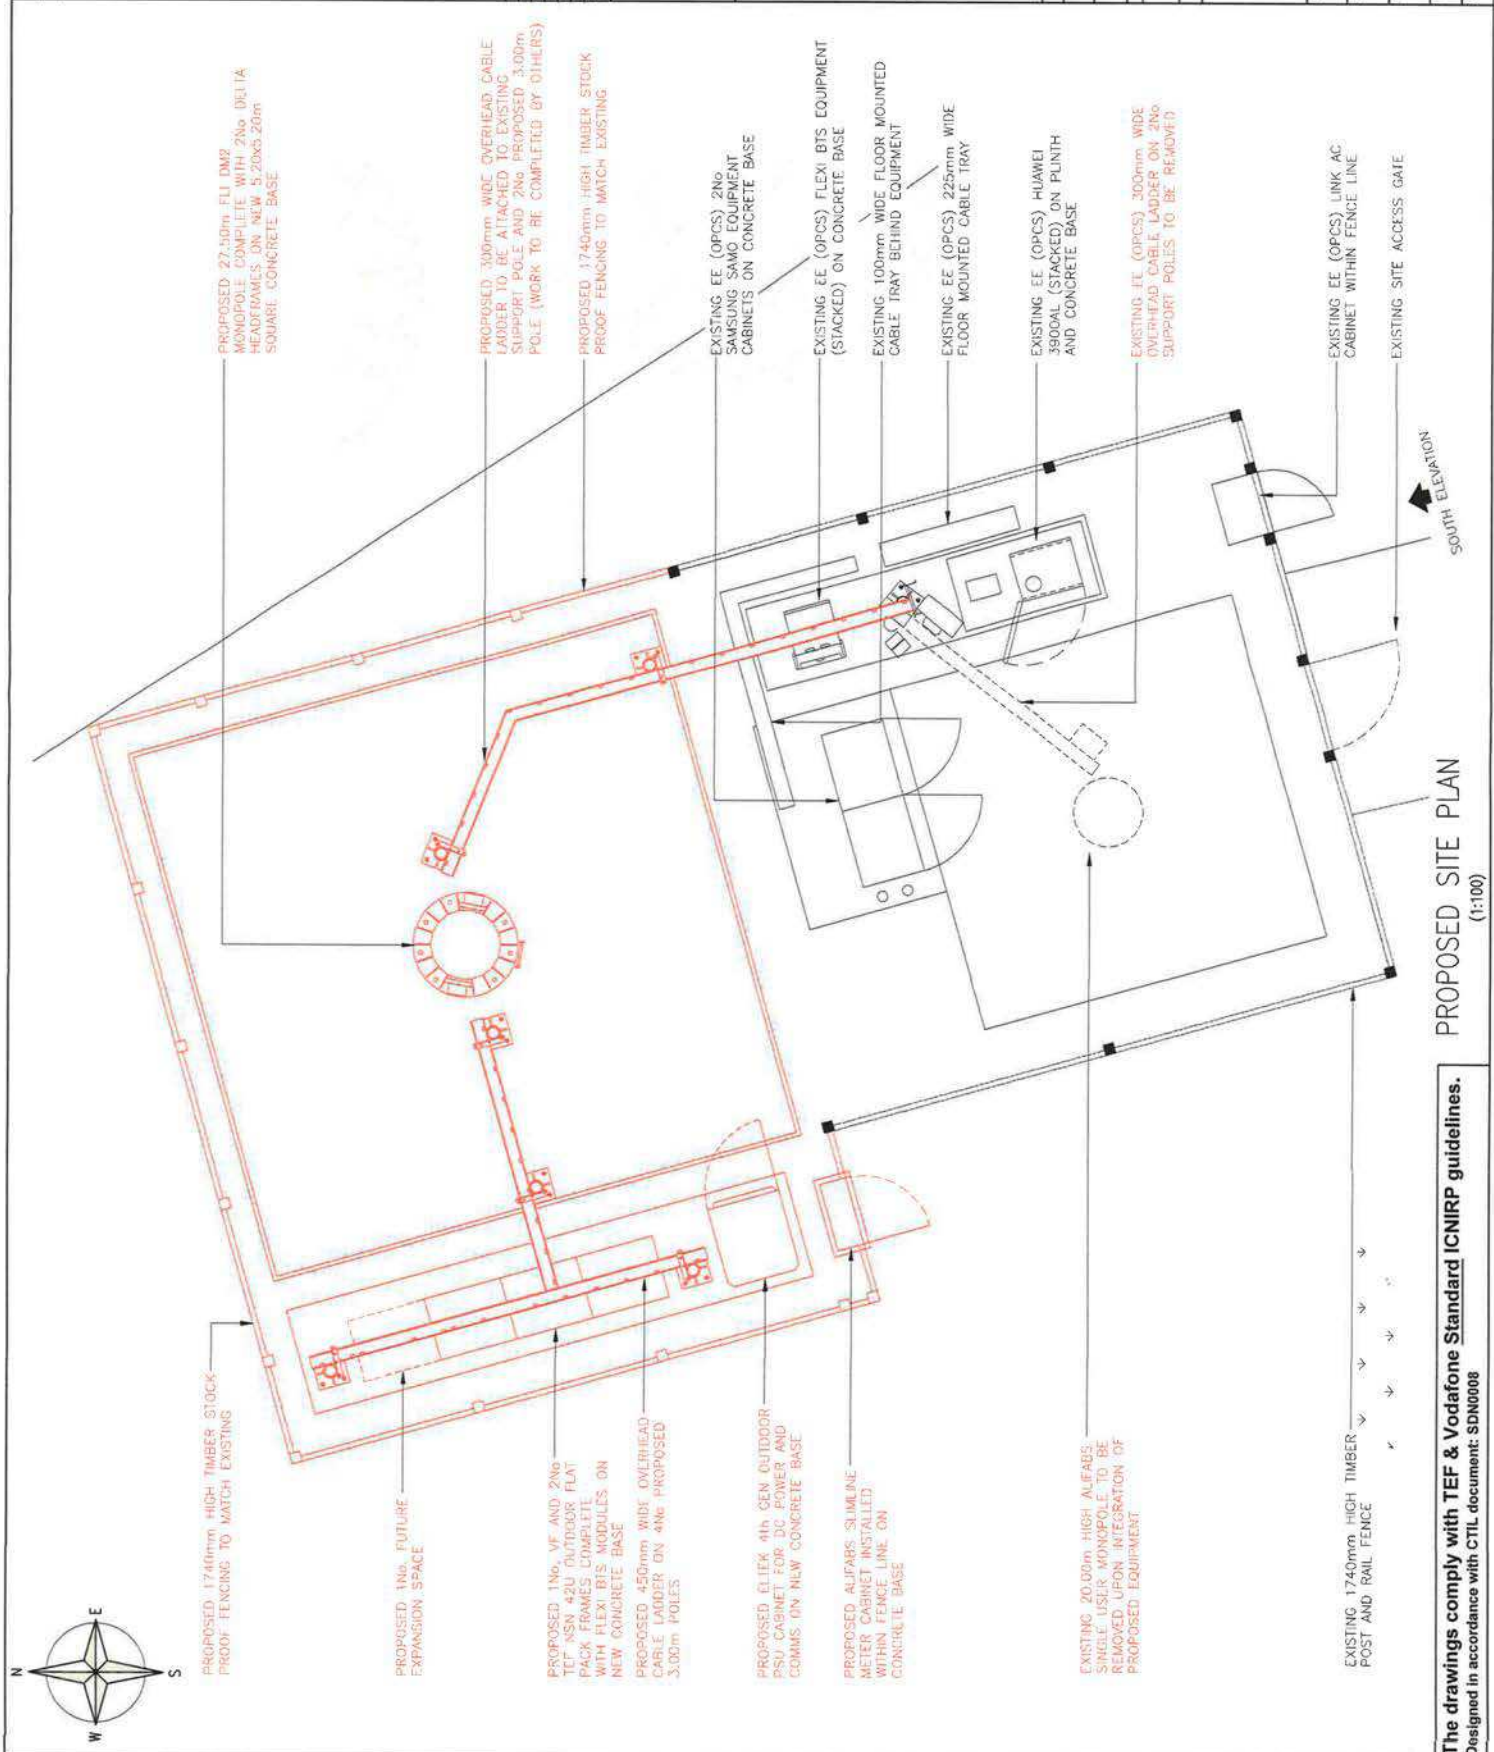 N
E
S
W
PROPOSED 1740mm HIGH TIMBER STOCK
PROOF FENCING TO MATCH EXISTING
PROPOSED 1No. FUTURE
EXPANSION SPACE
PROPOSED 1No. VF AND 2No
TEF NSN 42U OUTDOOR FLAT
PACK FRAMES COMPLETE
WITH FLEXI BTS MODULES ON
NEW CONCRETE BASE
PROPOSED 450mm WIDE OVERHEAD
CABLE LADDER ON 4No PROPOSED
3.00m POLES
PROPOSED ELTEK 4th GEN OUTDOOR
PSU CABINET FOR DC POWER AND
COMMS ON NEW CONCRETE BASE
PROPOSED ALIFABS SLIMLINE
METER CABINET INSTALLED
WITHIN FENCE LINE ON
CONCRETE BASE
EXISTING 20.00m HIGH ALIFABS
SINGLE USER MONOPOLE TO BE
REMOVED UPON INTEGRATION OF
PROPOSED EQUIPMENT
EXISTING 1740mm HIGH TIMBER
POST AND RAIL FENCE
PROPOSED 27.50m FLI DM2
MONOPOLE COMPLETE WITH 2No DELTA
HEADFRAMES ON NEW 5.20x5.20m
SQUARE CONCRETE BASE
PROPOSED 300mm WIDE OVERHEAD CABLE
LADDER TO BE ATTACHED TO EXISTING
SUPPORT POLE AND 2No PROPOSED 3.00m
POLE (WORK TO BE COMPLETED BY OTHERS)
PROPOSED 1740mm HIGH TIMBER STOCK
PROOF FENCING TO MATCH EXISTING
EXISTING EE (OPCS) 2No
SAMSUNG SAMO EQUIPMENT
CABINETS ON CONCRETE BASE
EXISTING EE (OPCS) FLEXI BTS EQUIPMENT
(STACKED) ON CONCRETE BASE
EXISTING 100mm WIDE FLOOR MOUNTED
CABLE TRAY BEHIND EQUIPMENT
EXISTING EE (OPCS) 225mm WIDE
FLOOR MOUNTED CABLE TRAY
EXISTING EE (OPCS) HUAWEI
3900AL (STACKED) ON PLINTH
AND CONCRETE BASE
EXISTING EE (OPCS) 300mm WIDE
OVERHEAD CABLE LADDER ON 2No
SUPPORT POLES TO BE REMOVED
EXISTING EE (OPCS) LINK AC
CABINET WITHIN FENCE LINE
EXISTING SITE ACCESS GATE
SOUTH ELEVATION
PROPOSED SITE PLAN
(1:100)
The drawings comply with TEF & Vodafone Standard ICNIRP guidelines.
Designed in accordance with CTIL document: SDN0008